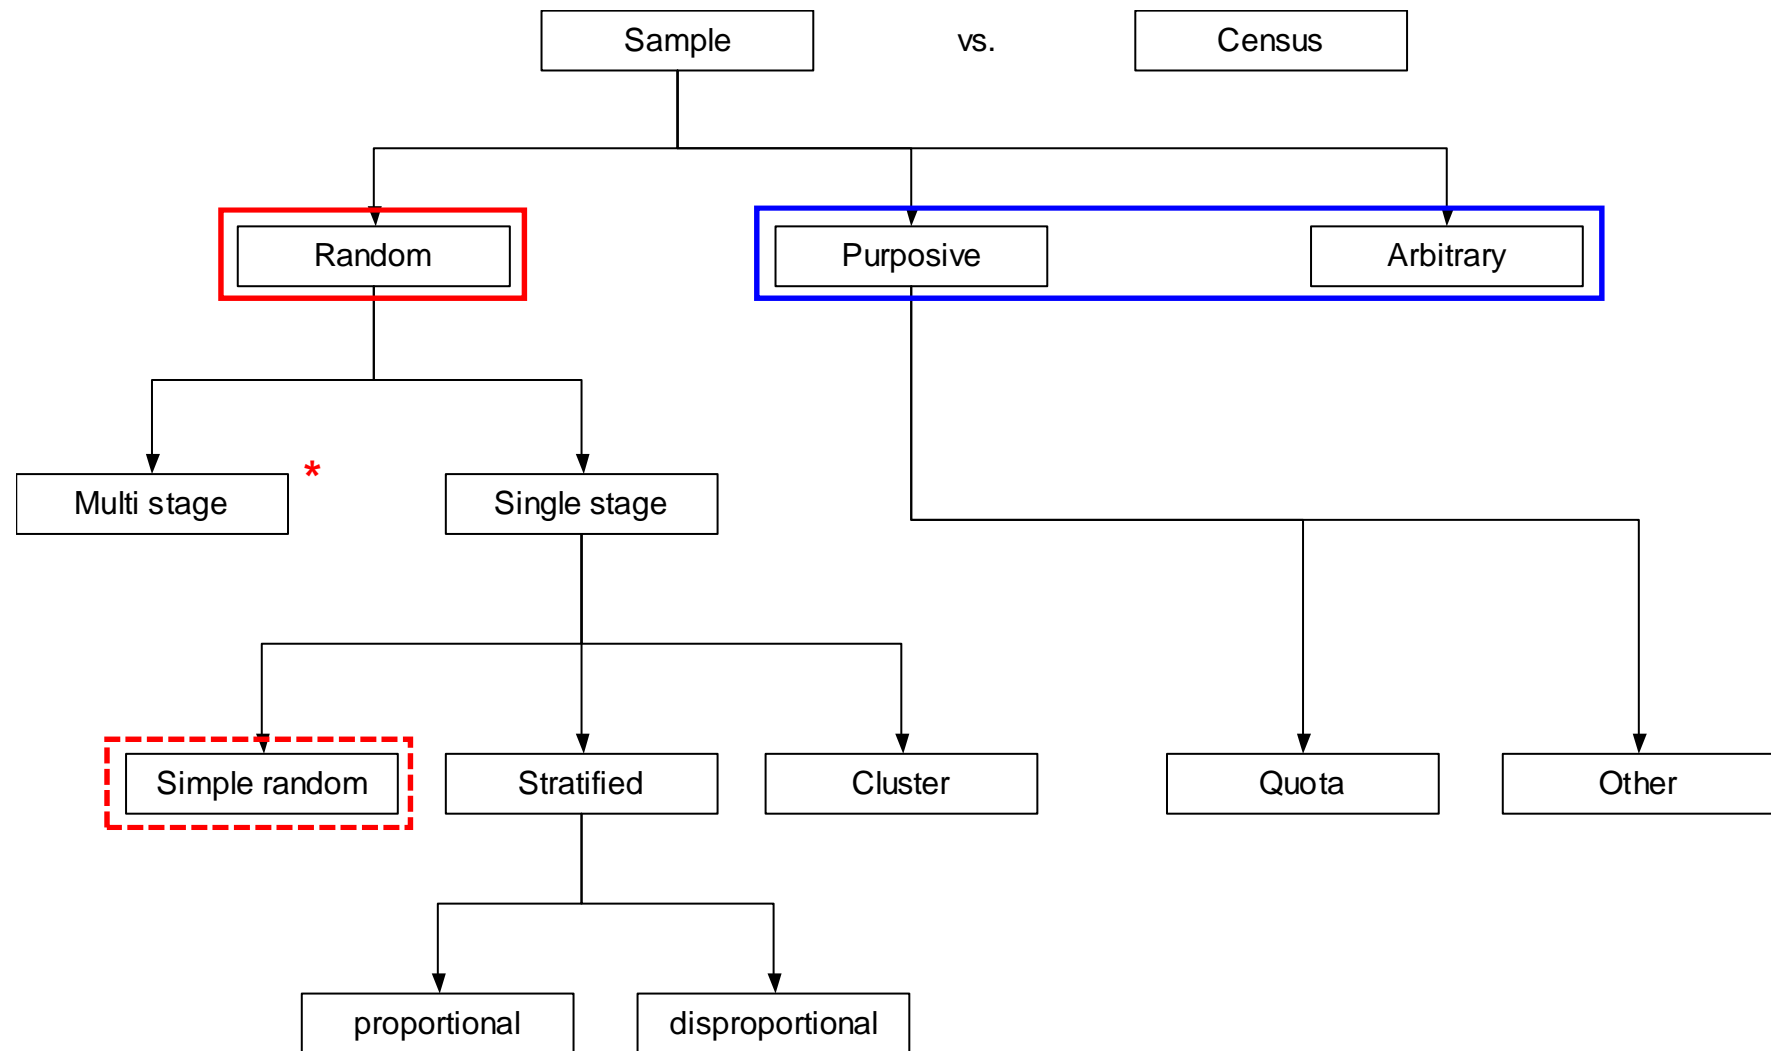 Sample vs. Census
Random Purposive Arbitrary
Multi stage * Single stage
Simple random Stratified Cluster Quota Other
proportional disproportional